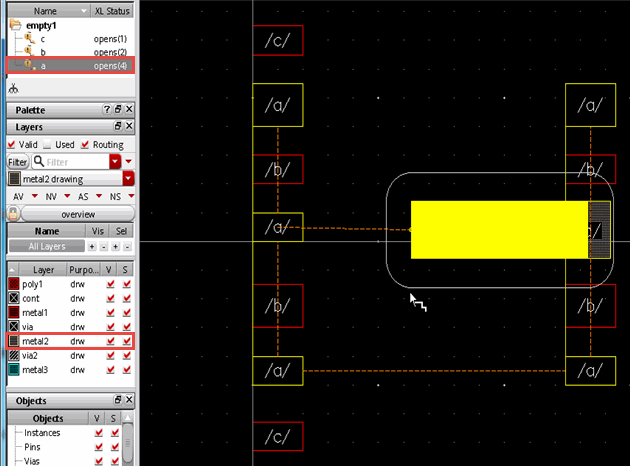 Name XL Status
empty1
c opens(1)
b opens(2)
a opens(4)
Palette ?
Layers
Valid Used Routing
Filter Filter
metal2 drawing
AV NV AS NS
overview
Name Vis Sel
All Layers + - + -
Layer Purpo... V S
poly1 drw
cont drw
metal1 drw
via drw
metal2 drw
via2 drw
metal3 drw
Objects
Objects V S
Instances
Pins
Vias
/c/
/a/ /a/
/b/ /b/
/a/ /
/b/ /b/
/a/ /a/
/c/